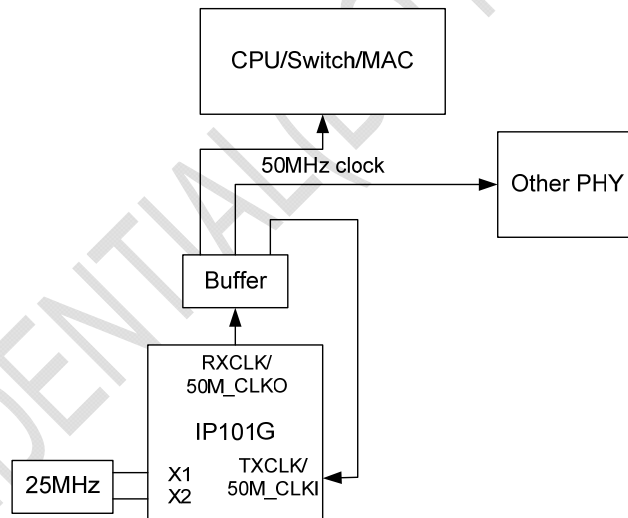 CPU/Switch/MAC
50MHz clock
Other PHY
Buffer
RXCLK/
50M_CLKO
IP101G
X1
X2
TXCLK/
50M_CLKI
25MHz